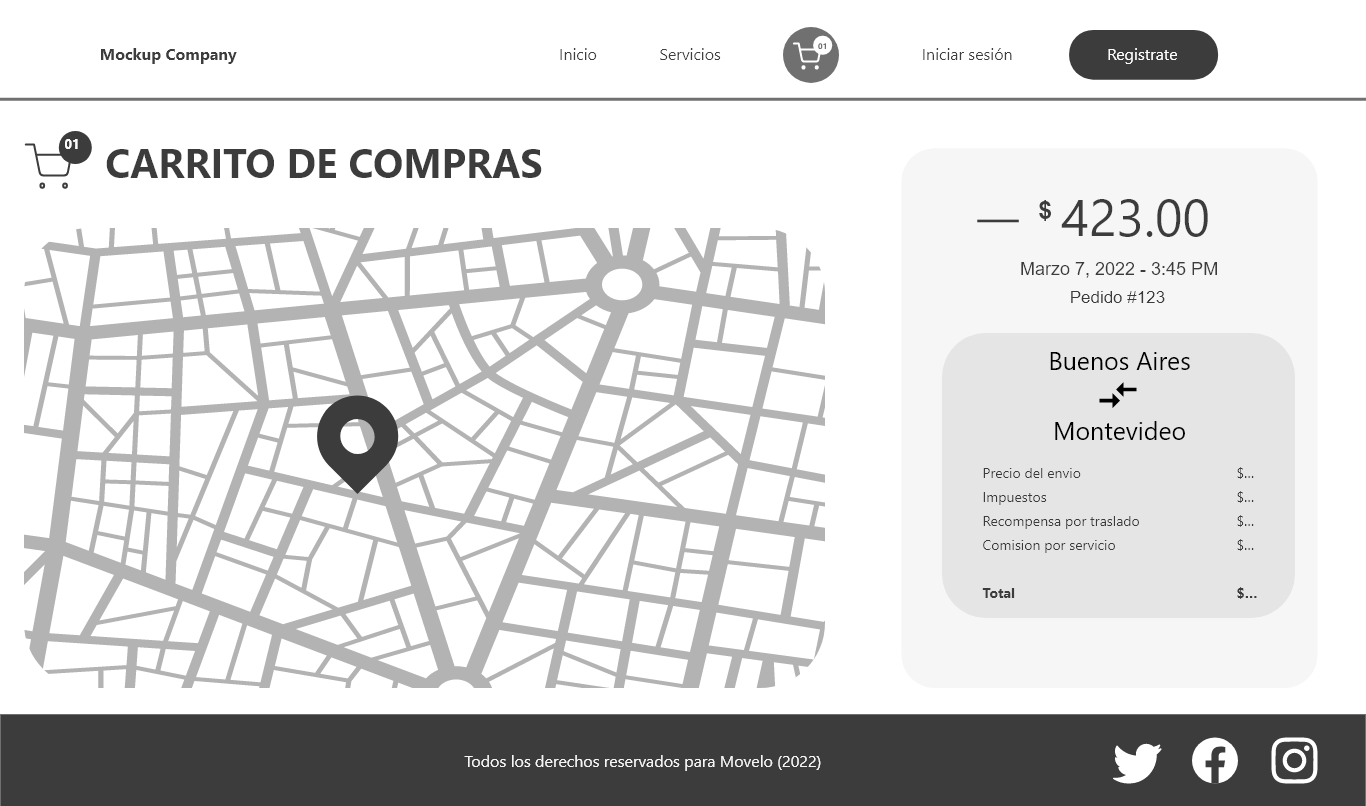 Mockup Company
Inicio
Servicios
01
Iniciar sesión
Registrate
01
CARRITO DE COMPRAS
— $ 423.00
Marzo 7, 2022 - 3:45 PM
Pedido #123
Buenos Aires
Montevideo
Precio del envio $...
Impuestos $...
Recompensa por traslado $...
Comision por servicio $...
Total $...
Todos los derechos reservados para Movelo (2022)